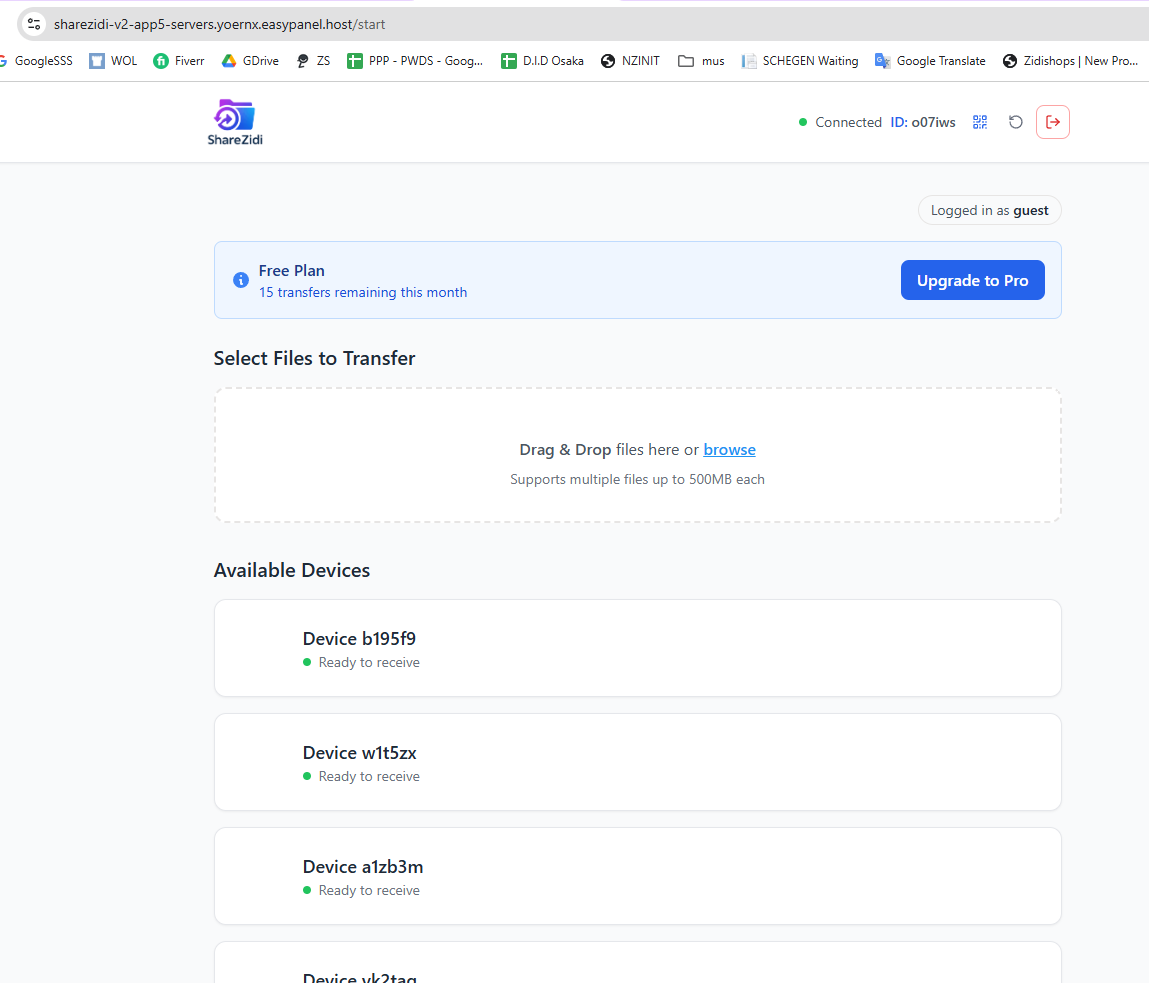 sharezidi-v2-app5-servers.yoernx.easypanel.host/start
GoogleSSS WOL Fiverr GDrive ZS PPP - PWDS - Goog... D.I.D Osaka NZINIT mus SCHEGEN Waiting Google Translate Zidishops | New Pro...
ShareZidi
Connected ID: o07iws
Logged in as guest
Free Plan
15 transfers remaining this month
Upgrade to Pro
Select Files to Transfer
Drag & Drop files here or browse
Supports multiple files up to 500MB each
Available Devices
Device b195f9
Ready to receive
Device w1t5zx
Ready to receive
Device a1zb3m
Ready to receive
Device